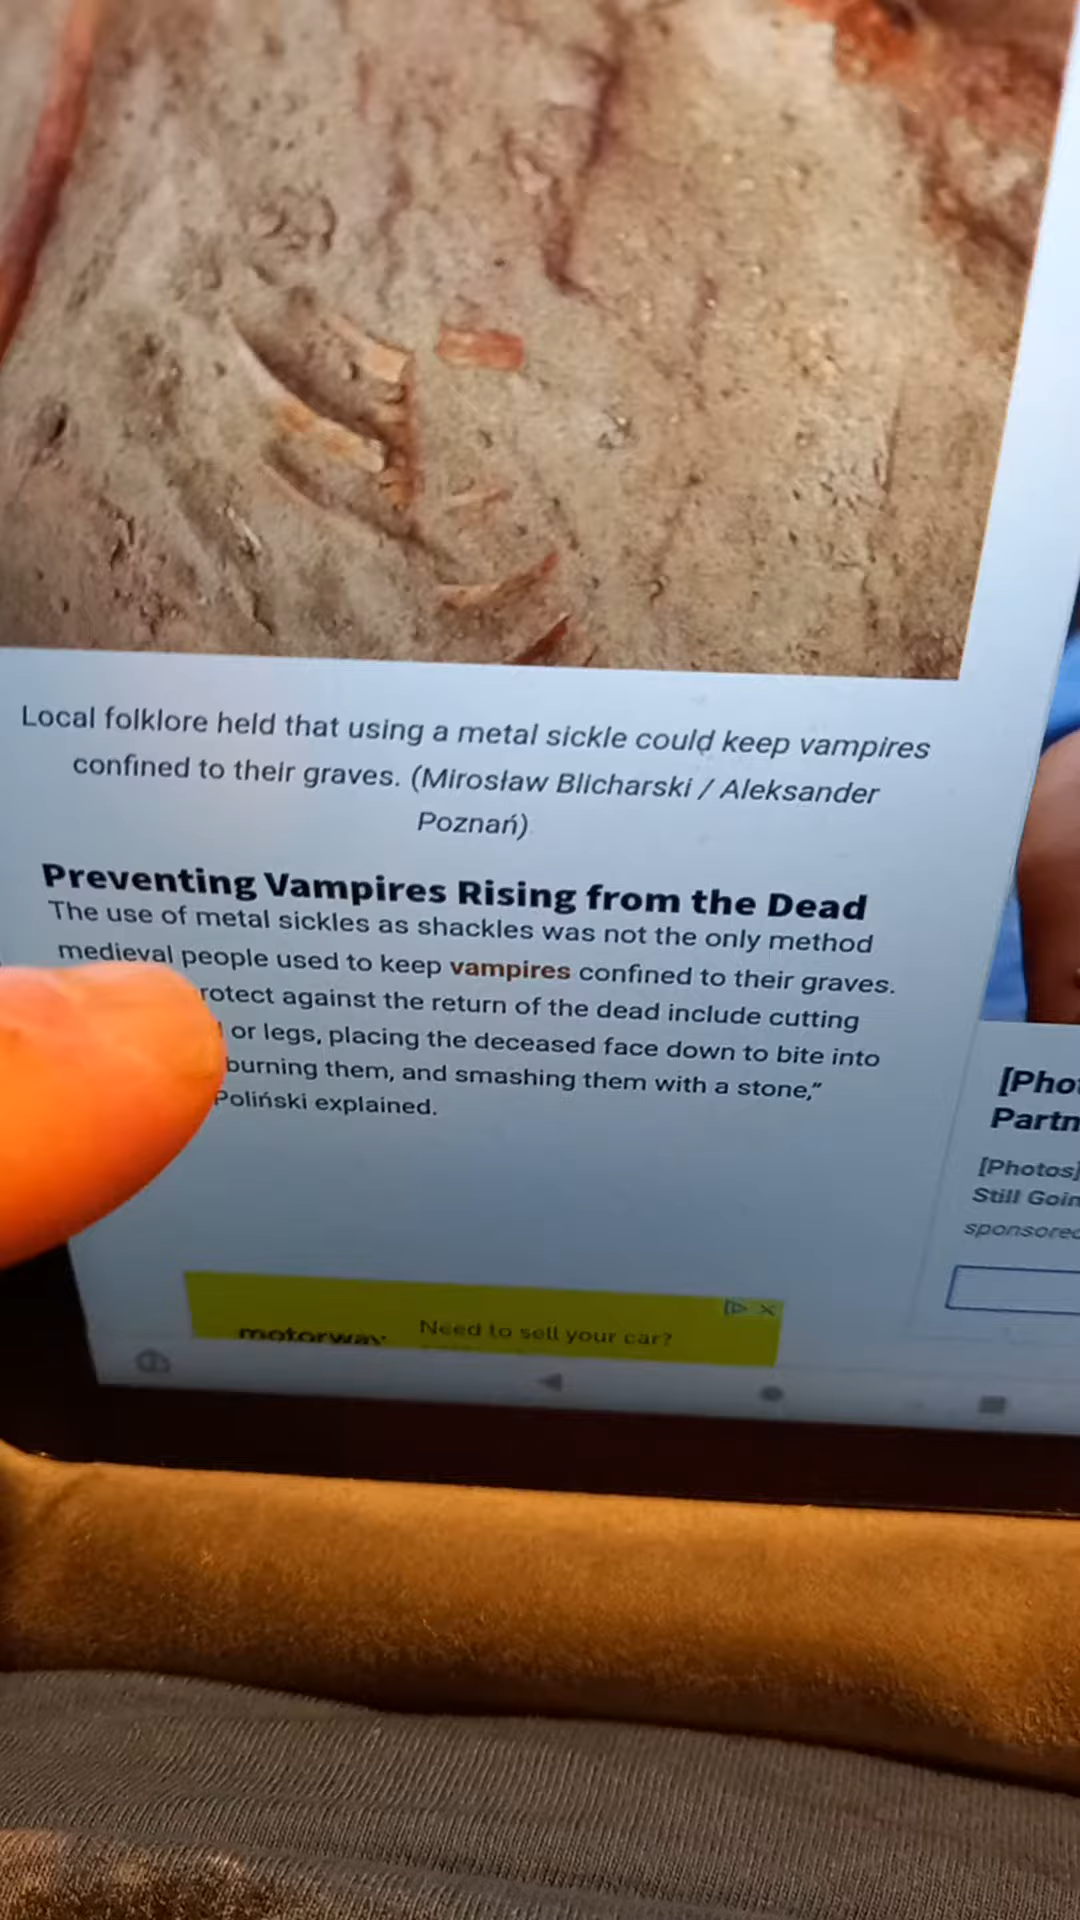 Local folklore held that using a metal sickle could keep vampires
confined to their graves. (Mirosław Blicharski / Aleksander
Poznań)
Preventing Vampires Rising from the Dead
The use of metal sickles as shackles was not the only method
medieval people used to keep vampires confined to their graves.
rotect against the return of the dead include cutting
or legs, placing the deceased face down to bite into
burning them, and smashing them with a stone,”
Poliński explained.
[Phot
Partn
[Photos]
Still Goin
sponsored
motorway
Need to sell your car?